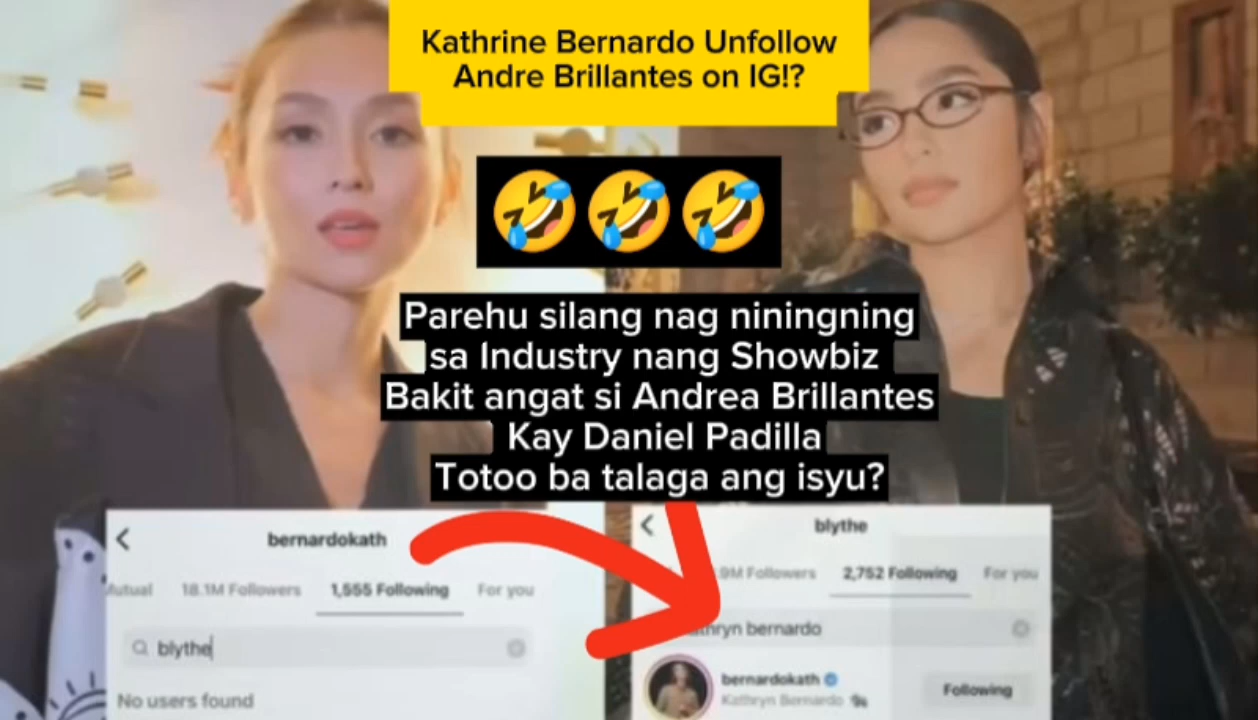 Kathrine Bernardo Unfollow
Andre Brillantes on IG!?
Parehu silang nag niningning
sa Industry nang Showbiz
Bakit angat si Andrea Brillantes
Kay Daniel Padilla
Totoo ba talaga ang isyu?
bernardokath
Mutual 18.1M Followers 1,555 Following For you
blythe
No users found
blythe
9M Followers 2,752 Following For you
thryn bernardo
bernardokath
Kathryn Bernardo
Following